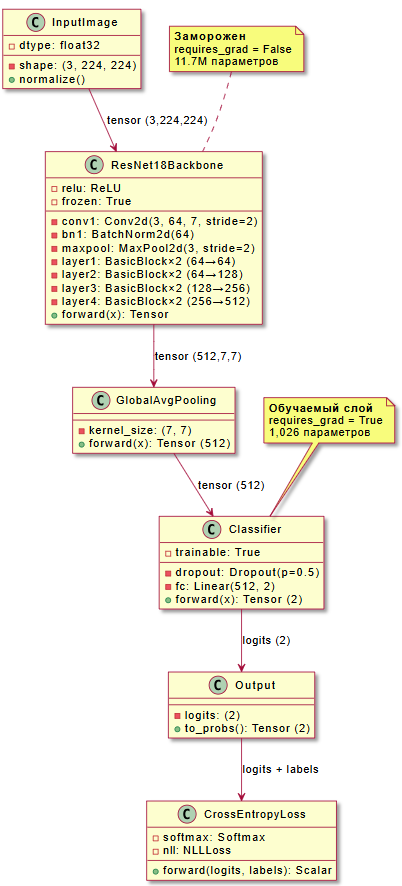 C InputImage
dtype: float32
shape: (3, 224, 224)
normalize()
Заморожен
requires_grad = False
11.7M параметров
tensor (3,224,224)
C ResNet18Backbone
relu: ReLU
frozen: True
conv1: Conv2d(3, 64, 7, stride=2)
bn1: BatchNorm2d(64)
maxpool: MaxPool2d(3, stride=2)
layer1: BasicBlock×2 (64→64)
layer2: BasicBlock×2 (64→128)
layer3: BasicBlock×2 (128→256)
layer4: BasicBlock×2 (256→512)
forward(x): Tensor
tensor (512,7,7)
C GlobalAvgPooling
kernel_size: (7, 7)
forward(x): Tensor (512)
Обучаемый слой
requires_grad = True
1,026 параметров
tensor (512)
C Classifier
trainable: True
dropout: Dropout(p=0.5)
fc: Linear(512, 2)
forward(x): Tensor (2)
logits (2)
C Output
logits: (2)
to_probs(): Tensor (2)
logits + labels
C CrossEntropyLoss
softmax: Softmax
nll: NLLLoss
forward(logits, labels): Scalar